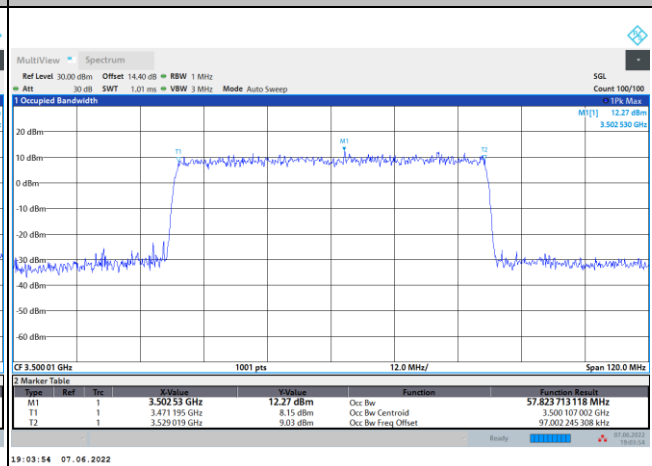 MultiView Spectrum
Ref Level 30.00 dBm Offset 14.40 dB RBW 1 MHz SGL
Att 30 dB SWT 1.01 ms VBW 3 MHz Mode Auto Sweep Count 100/100
1 Occupied Bandwidth 1Pk Max
M1[1] 12.27 dBm
3.502 530 GHz
20 dBm
M1
T1 T2
10 dBm
0 dBm
-10 dBm
-20 dBm
-30 dBm
-40 dBm
-50 dBm
-60 dBm
CF 3.500 01 GHz 1001 pts 12.0 MHz/ Span 120.0 MHz
2 Marker Table
Type Ref Trc X-Value Y-Value Function Function Result
M1 1 3.502 53 GHz 12.27 dBm Occ Bw 57.823 713 118 MHz
T1 1 3.471 195 GHz 8.15 dBm Occ Bw Centroid 3.500 107 002 GHz
T2 1 3.529 019 GHz 9.03 dBm Occ Bw Freq Offset 97.002 245 308 kHz
Ready 07.06.2022
19:03:54
19:03:54 07.06.2022